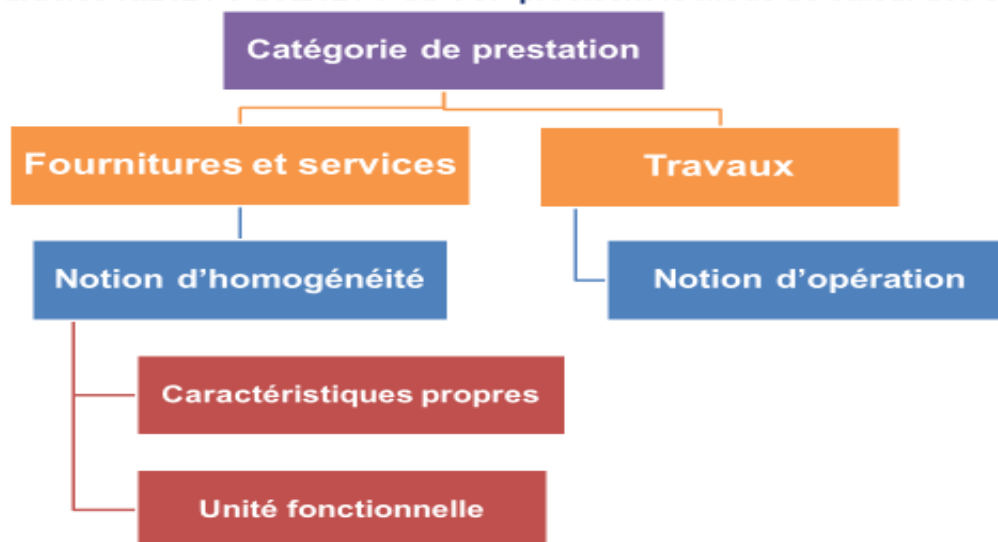 Catégorie de prestation
Fournitures et services
Travaux
Notion d’homogénéité
Notion d’opération
Caractéristiques propres
Unité fonctionnelle